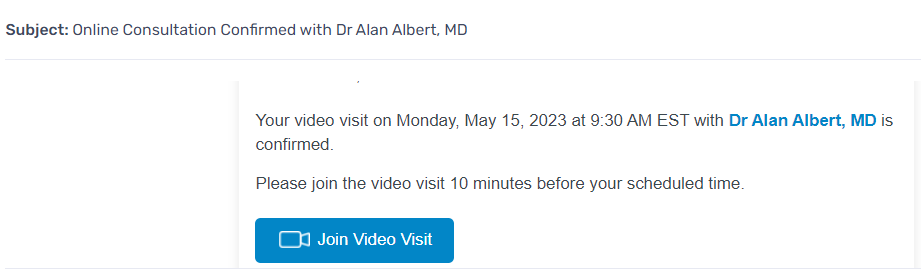 Subject: Online Consultation Confirmed with Dr Alan Albert, MD
Your video visit on Monday, May 15, 2023 at 9:30 AM EST with Dr Alan Albert, MD is
confirmed.
Please join the video visit 10 minutes before your scheduled time.
Join Video Visit